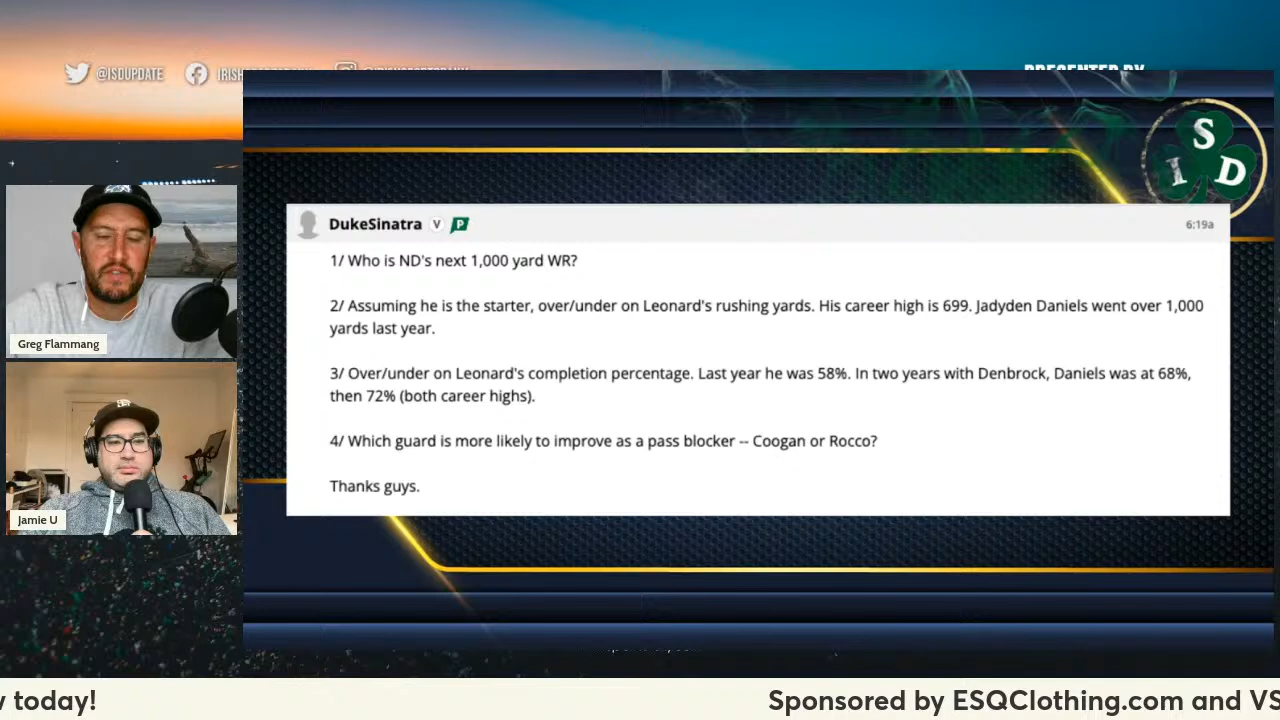 @ISDUPDATE
PRESENTED BY
I S D
DukeSinatra V P
6:19a
1/ Who is ND's next 1,000 yard WR?
2/ Assuming he is the starter, over/under on Leonard's rushing yards. His career high is 699. Jadyden Daniels went over 1,000
yards last year.
3/ Over/under on Leonard's completion percentage. Last year he was 58%. In two years with Denbrock, Daniels was at 68%,
then 72% (both career highs).
4/ Which guard is more likely to improve as a pass blocker -- Coogan or Rocco?
Thanks guys.
Greg Flammang
Jamie U
today!
Sponsored by ESQClothing.com and VS